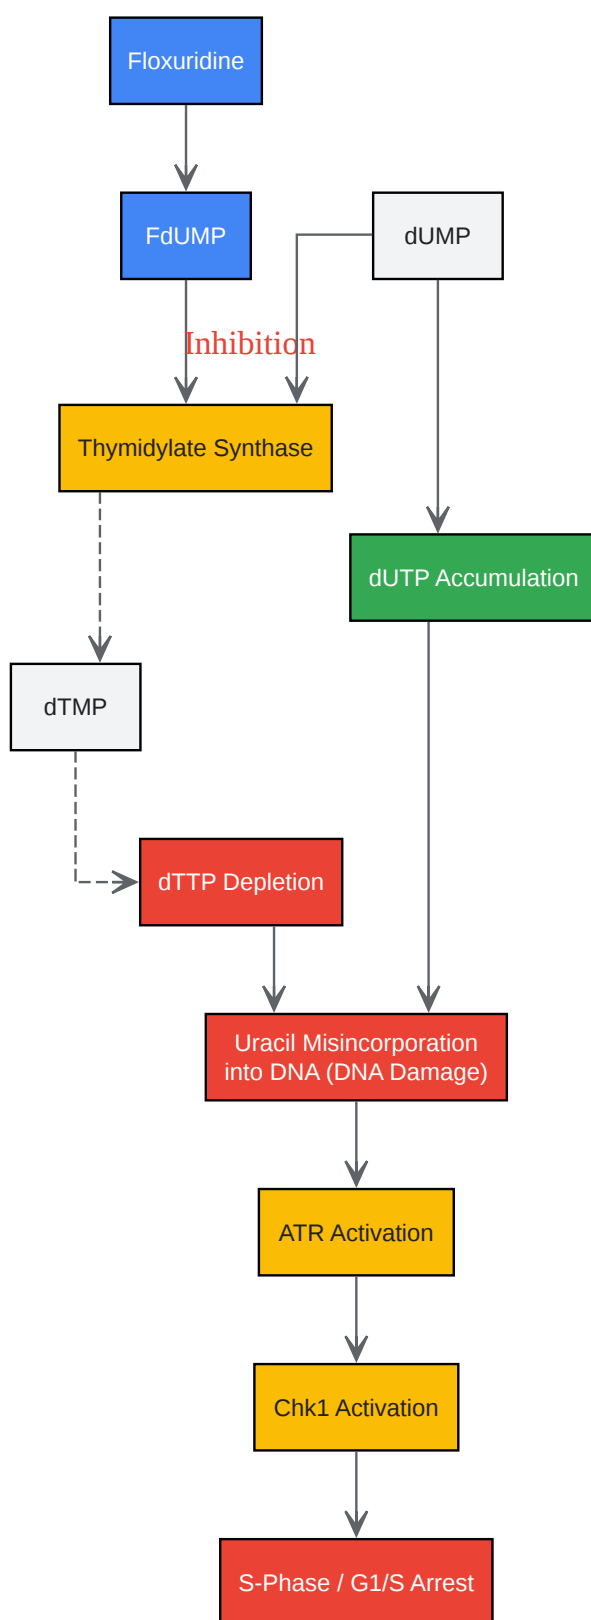 Floxuridine
FdUMP
dUMP
Inhibition
Thymidylate Synthase
dUTP Accumulation
dTMP
dTTP Depletion
Uracil Misincorporation
into DNA (DNA Damage)
ATR Activation
Chk1 Activation
S-Phase / G1/S Arrest